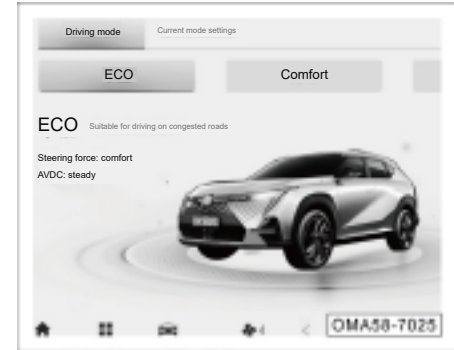 Driving mode
Current mode settings
ECO
Comfort
ECO
Suitable for driving on congested roads
Steering force: comfort
AVDC: steady
OMA58-7025